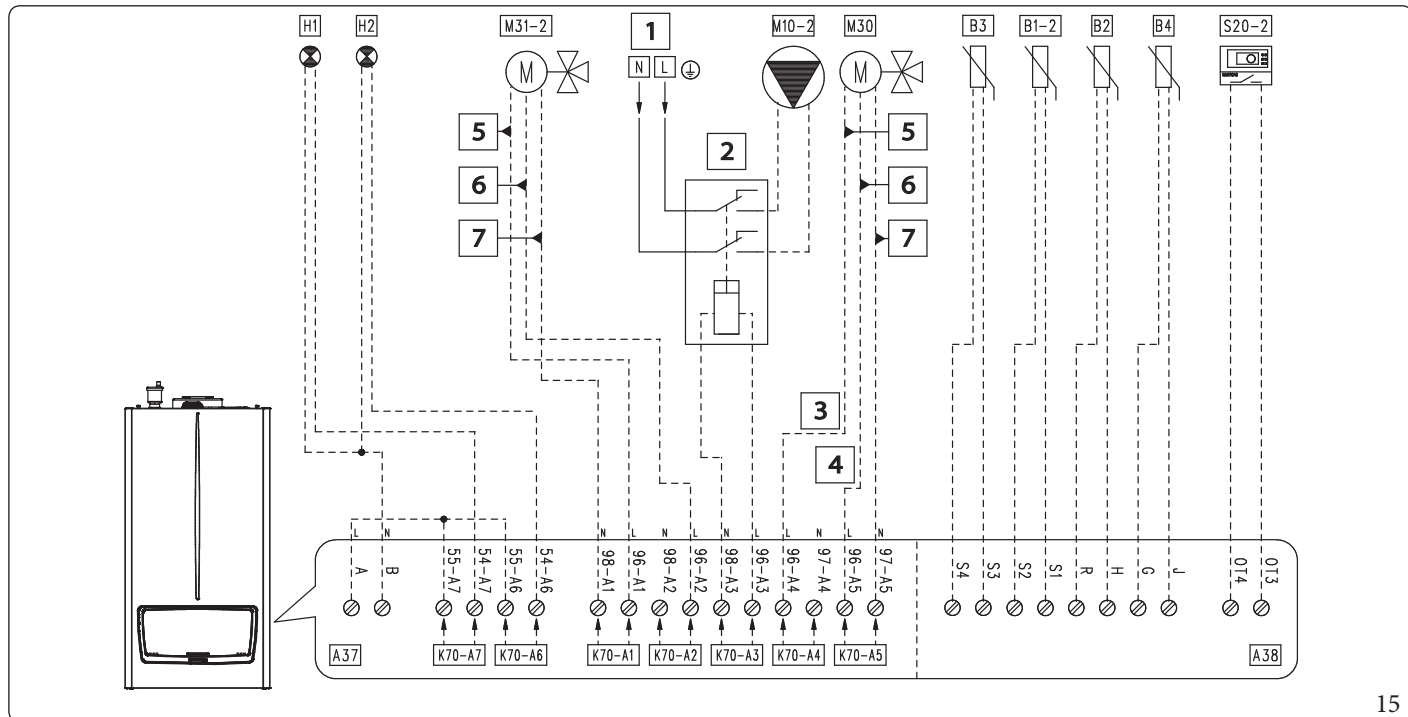 H1 H2 M31-2 1 M10-2 M30 B3 B1-2 B2 B4 S20-2
N L
M M
5 5
2
6 6
7 7
3
4
L N N L N L N L L N L N
A B 55-A7 54-A7 55-A6 54-A6 98-A1 96-A1 98-A2 96-A2 98-A3 96-A3 96-A4 97-A4 96-A5 97-A5 S4 S3 S2 S1 R H G J OT4 OT3
A37 K70-A7 K70-A6 K70-A1 K70-A2 K70-A3 K70-A4 K70-A5 A38
15